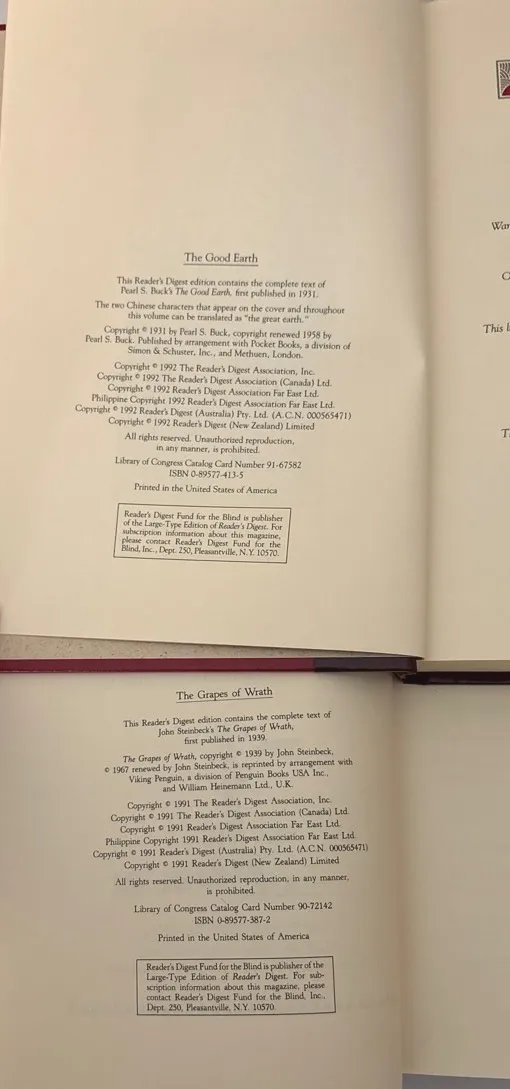 The Good Earth
This Reader's Digest edition contains the complete text of
Pearl S. Buck's The Good Earth, first published in 1931.
The two Chinese characters that appear on the cover and throughout
this volume can be translated as "the great earth."
Copyright © 1931 by Pearl S. Buck, copyright renewed 1958 by
Pearl S. Buck. Published by arrangement with Pocket Books, a division of
Simon & Schuster, Inc., and Methuen, London.
Copyright © 1992 The Reader's Digest Association, Inc.
Copyright © 1992 The Reader's Digest Association (Canada) Ltd.
Copyright © 1992 Reader's Digest Association Far East Ltd.
Philippine Copyright 1992 Reader's Digest Association Far East Ltd.
Copyright © 1992 Reader's Digest (Australia) Pty. Ltd. (A.C.N. 000565471)
Copyright © 1992 Reader's Digest (New Zealand) Limited
All rights reserved. Unauthorized reproduction,
in any manner, is prohibited.
Library of Congress Catalog Card Number 91-67582
ISBN 0-89577-413-5
Printed in the United States of America
Reader's Digest Fund for the Blind is publisher
of the Large-Type Edition of Reader's Digest. For
subscription information about this magazine,
please contact Reader's Digest Fund for the
Blind, Inc., Dept. 250, Pleasantville, N.Y. 10570.
This
The Grapes of Wrath
This Reader's Digest edition contains the complete text of
John Steinbeck's The Grapes of Wrath,
first published in 1939.
The Grapes of Wrath, copyright © 1939 by John Steinbeck,
© 1967 renewed by John Steinbeck, is reprinted by arrangement with
Viking Penguin, a division of Penguin Books USA Inc.,
and William Heinemann Ltd., U.K.
Copyright © 1991 The Reader's Digest Association, Inc.
Copyright © 1991 The Reader's Digest Association (Canada) Ltd.
Copyright © 1991 Reader's Digest Association Far East Ltd.
Philippine Copyright 1991 Reader's Digest Association Far East Ltd.
Copyright © 1991 Reader's Digest (Australia) Pty. Ltd. (A.C.N. 000565471)
Copyright © 1991 Reader's Digest (New Zealand) Limited
All rights reserved. Unauthorized reproduction, in any manner,
is prohibited.
Library of Congress Catalog Card Number 90-72142
ISBN 0-89577-387-2
Printed in the United States of America
Reader's Digest Fund for the Blind is publisher of the
Large-Type Edition of Reader's Digest. For sub-
scription information about this magazine, please
contact Reader's Digest Fund for the Blind, Inc.,
Dept. 250, Pleasantville, N.Y. 10570.